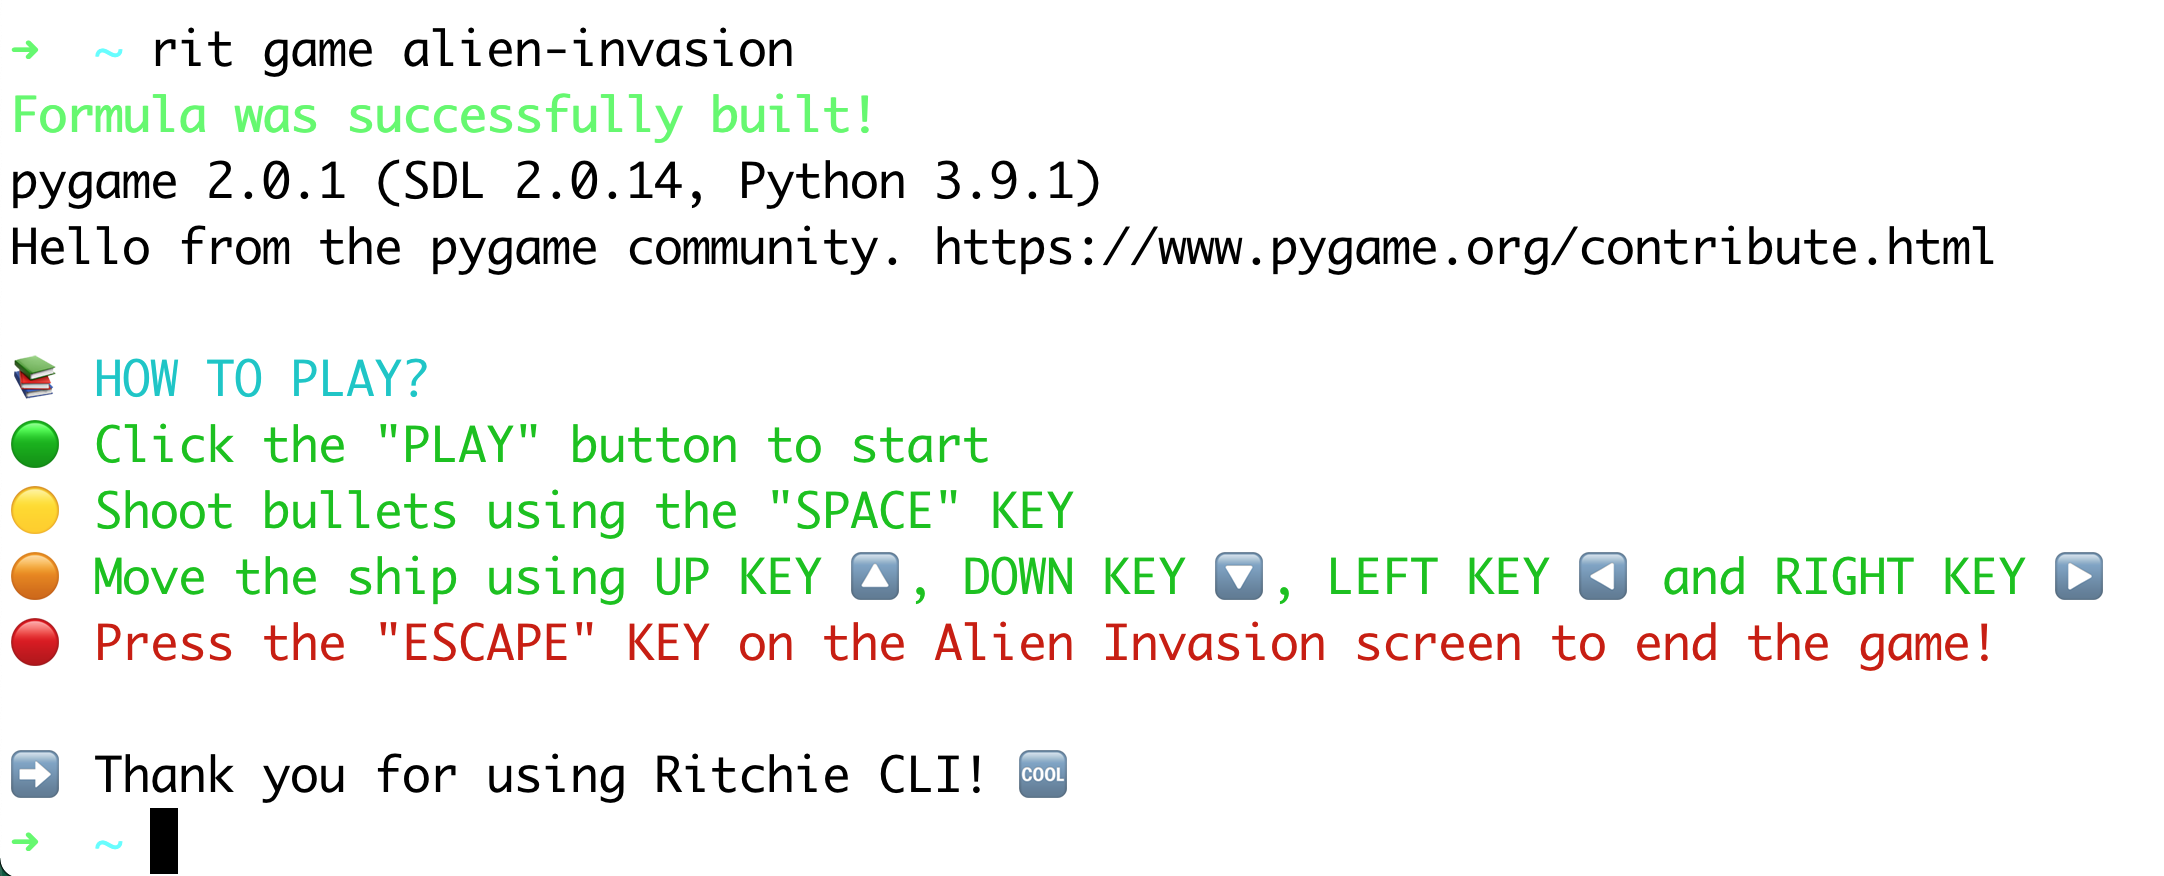 ➜  ~ rit game alien-invasion
Formula was successfully built!
pygame 2.0.1 (SDL 2.0.14, Python 3.9.1)
Hello from the pygame community. https://www.pygame.org/contribute.html
📚 HOW TO PLAY?
🟢 Click the "PLAY" button to start
🟡 Shoot bullets using the "SPACE" KEY
🟠 Move the ship using UP KEY 🔼, DOWN KEY 🔽, LEFT KEY ◀️ and RIGHT KEY ▶️
🔴 Press the "ESCAPE" KEY on the Alien Invasion screen to end the game!
➡️ Thank you for using Ritchie CLI! 🆒
➜  ~